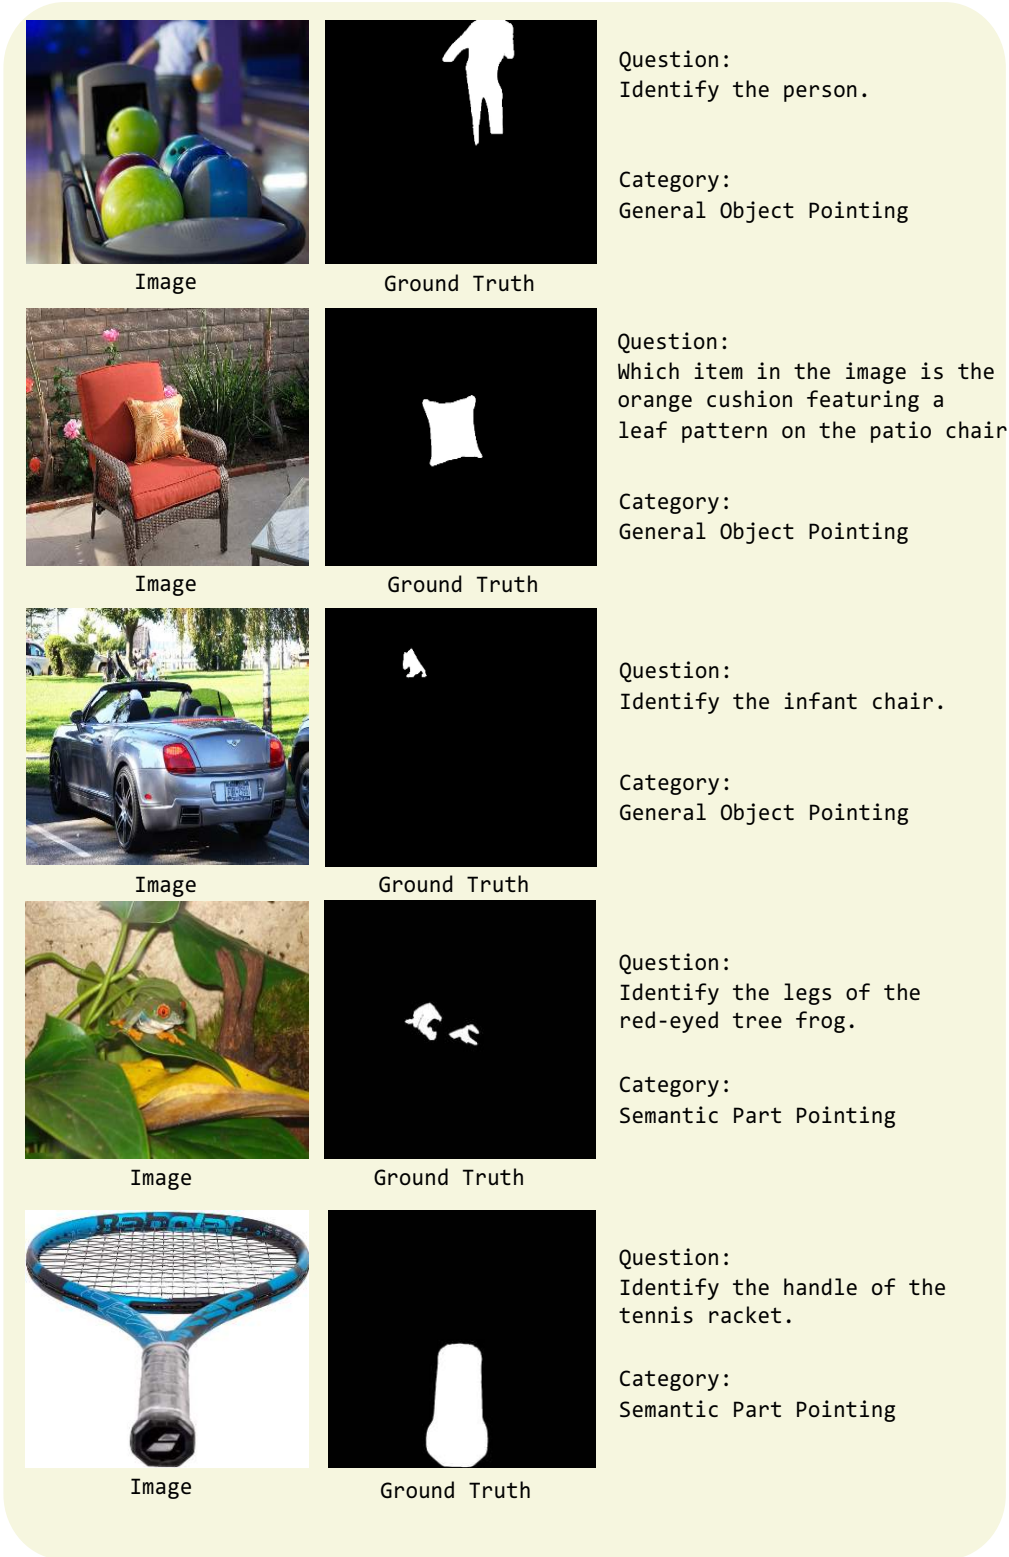 Question:
Identify the person.
Category:
General Object Pointing
Image
Ground Truth
Question:
Which item in the image is the
orange cushion featuring a
leaf pattern on the patio chair
Category:
General Object Pointing
Image
Ground Truth
Question:
Identify the infant chair.
Category:
General Object Pointing
Image
Ground Truth
Question:
Identify the legs of the
red-eyed tree frog.
Category:
Semantic Part Pointing
Image
Ground Truth
babolat
Question:
Identify the handle of the
tennis racket.
Category:
Semantic Part Pointing
Image
Ground Truth